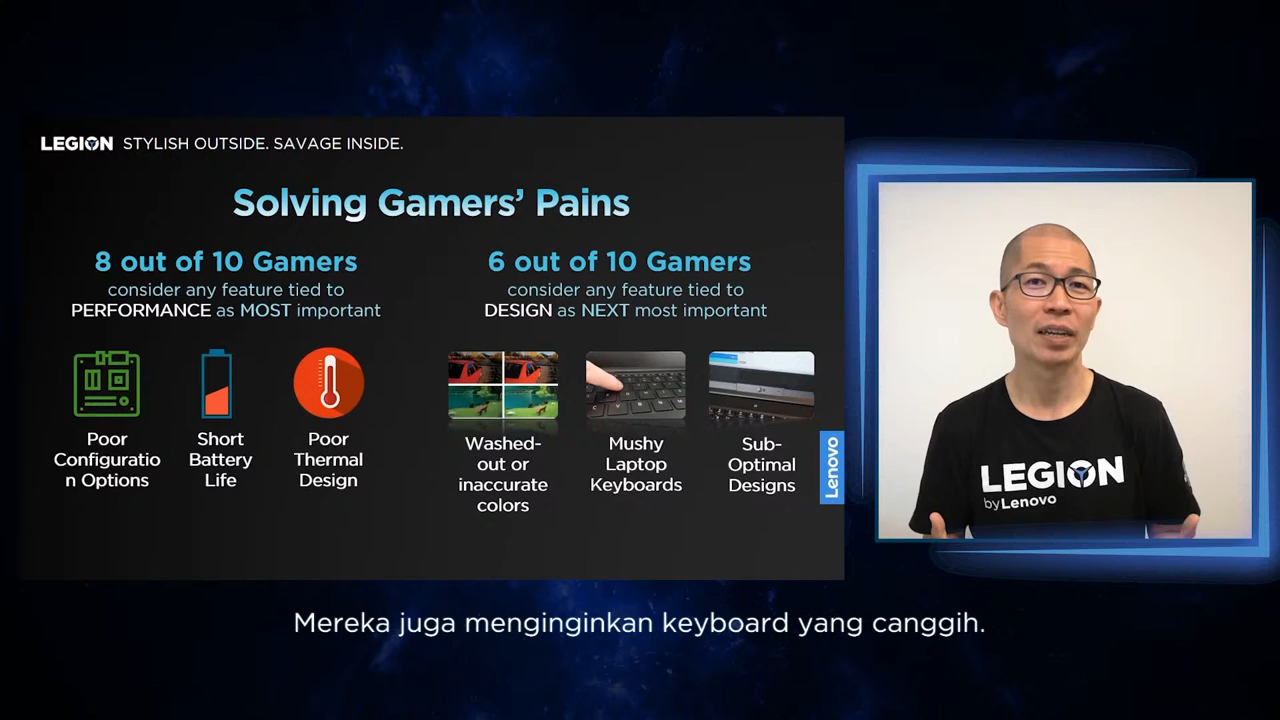 LEGION STYLISH OUTSIDE. SAVAGE INSIDE.
Solving Gamers' Pains
8 out of 10 Gamers
consider any feature tied to
PERFORMANCE as MOST important
Poor
Configuratio
n Options
Short
Battery
Life
Poor
Thermal
Design
6 out of 10 Gamers
consider any feature tied to
DESIGN as NEXT most important
Washed-
out or
inaccurate
colors
Mushy
Laptop
Keyboards
Sub-
Optimal
Designs
Lenovo
LEGION
by Lenovo
Mereka juga menginginkan keyboard yang canggih.